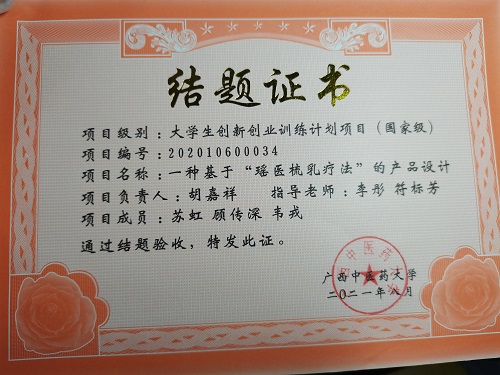 结题证书
项目级别：大学生创新创业训练计划项目（国家级）
项目编号：202010600034
项目名称：一种基于“瑶医梳乳疗法”的产品设计
项目负责人：胡嘉祥 指导老师：李彤 符标芳
项目成员：苏虹 顾传深 韦戎
通过结题验收，特发此证。
广西中医药大学
二〇二一年八月